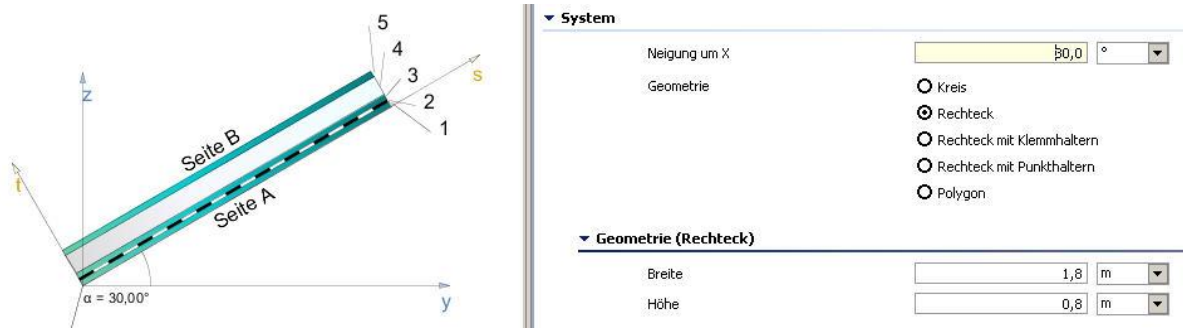 5
4
3
2
1
s
z
t
Seite B
Seite A
α = 30,00°
y
System
Neigung um X 30,0 °
Geometrie Kreis
Rechteck
Rechteck mit Klemmhaltern
Rechteck mit Punkthaltern
Polygon
Geometrie (Rechteck)
Breite 1,8 m
Höhe 0,8 m